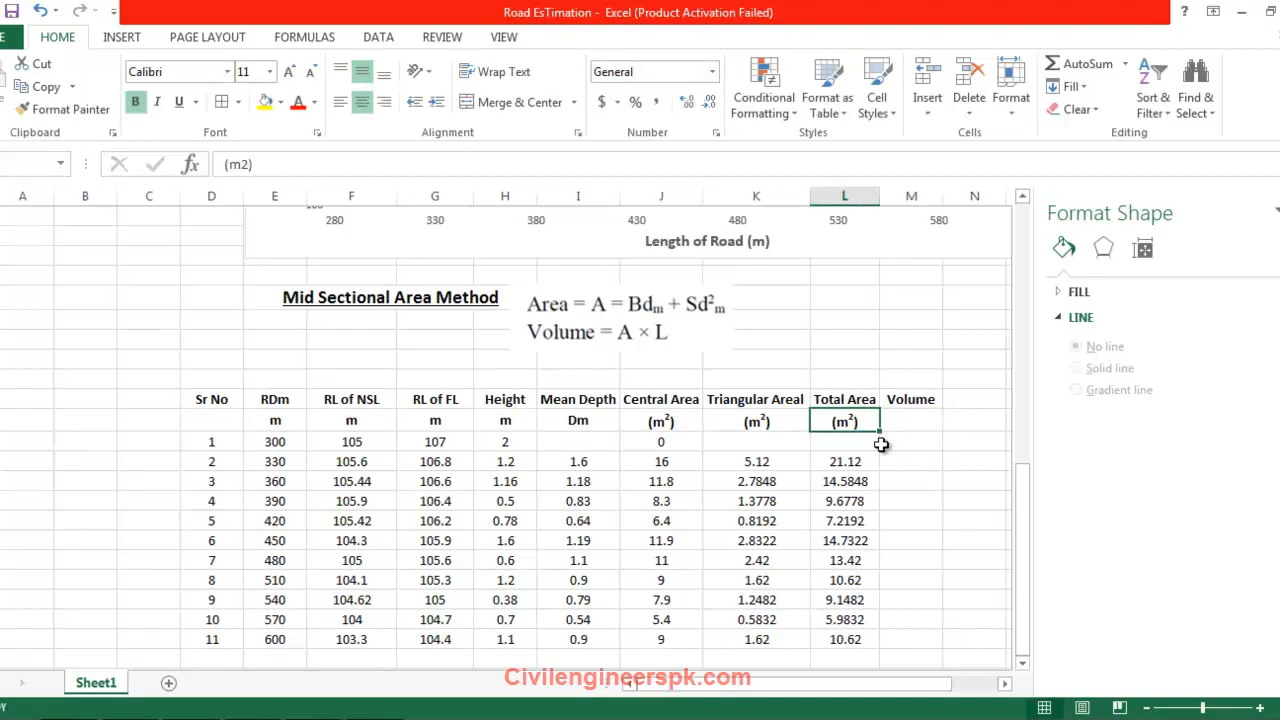 Road EsTimation - Excel (Product Activation Failed)
HOME INSERT PAGE LAYOUT FORMULAS DATA REVIEW VIEW
Cut
Copy
Format Painter
Clipboard
Calibri 11
B I U
Font
Wrap Text
Merge & Center
Alignment
General
$ % ,
Number
Conditional Formatting
Format as Table
Cell Styles
Styles
Insert Delete Format
Cells
AutoSum
Fill
Clear
Sort & Filter
Find & Select
Editing
fx (m2)
A B C D E F G H I J K L M N
280 330 380 430 480 530 580
Length of Road (m)
Mid Sectional Area Method
Area = A = Bdm + Sd²m
Volume = A × L
Sr No RDm RL of NSL RL of FL Height Mean Depth Central Area Triangular Areal Total Area Volume
m m m m Dm (m²) (m²) (m²)
1 300 105 107 2 0
2 330 105.6 106.8 1.2 1.6 16 5.12 21.12
3 360 105.44 106.6 1.16 1.18 11.8 2.7848 14.5848
4 390 105.9 106.4 0.5 0.83 8.3 1.3778 9.6778
5 420 105.42 106.2 0.78 0.64 6.4 0.8192 7.2192
6 450 104.3 105.9 1.6 1.19 11.9 2.8322 14.7322
7 480 105 105.6 0.6 1.1 11 2.42 13.42
8 510 104.1 105.3 1.2 0.9 9 1.62 10.62
9 540 104.62 105 0.38 0.79 7.9 1.2482 9.1482
10 570 104 104.7 0.7 0.54 5.4 0.5832 5.9832
11 600 103.3 104.4 1.1 0.9 9 1.62 10.62
Format Shape
FILL
LINE
No line
Solid line
Gradient line
Sheet1
Civilengineerspk.com